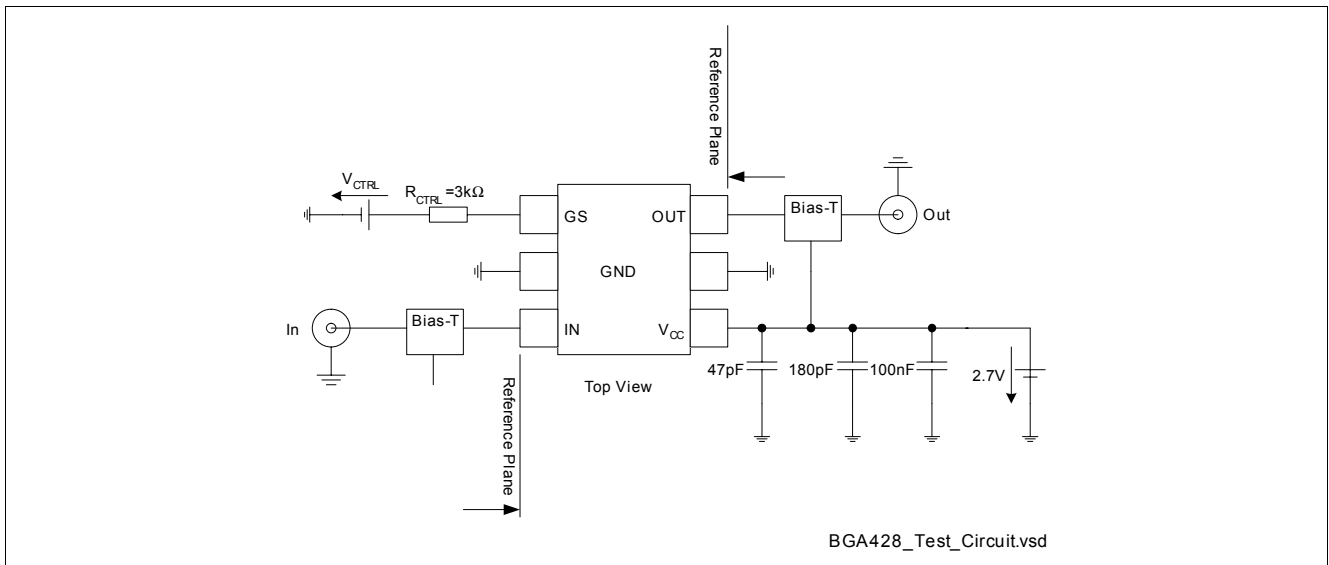 Reference Plane
V_CTRL
R_CTRL =3kΩ
GS
OUT
Bias-T
Out
GND
In
Bias-T
IN
V_CC
47pF
180pF
100nF
2.7V
Top View
Reference Plane
BGA428_Test_Circuit.vsd